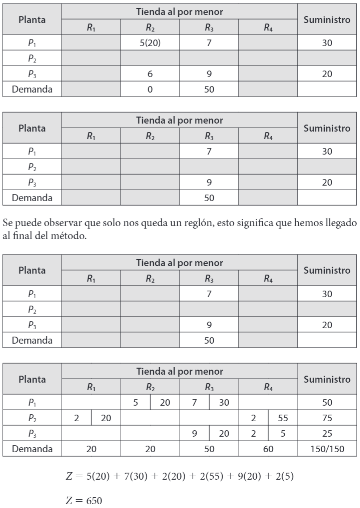 Planta Tienda al por menor Suministro
R1 R2 R3 R4
P1 5(20) 7 30
P2
P3 6 9 20
Demanda 0 50
Planta Tienda al por menor Suministro
R1 R2 R3 R4
P1 7 30
P2
P3 9 20
Demanda 50
Se puede observar que solo nos queda un reglón, esto significa que hemos llegado
al final del método.
Planta Tienda al por menor Suministro
R1 R2 R3 R4
P1 7 30
P2
P3 9 20
Demanda 50
Planta Tienda al por menor Suministro
R1 R2 R3 R4
P1 5 20 7 30 50
P2 2 20 2 55 75
P3 9 20 2 5 25
Demanda 20 20 50 60 150/150
Z = 5(20) + 7(30) + 2(20) + 2(55) + 9(20) + 2(5)
Z = 650